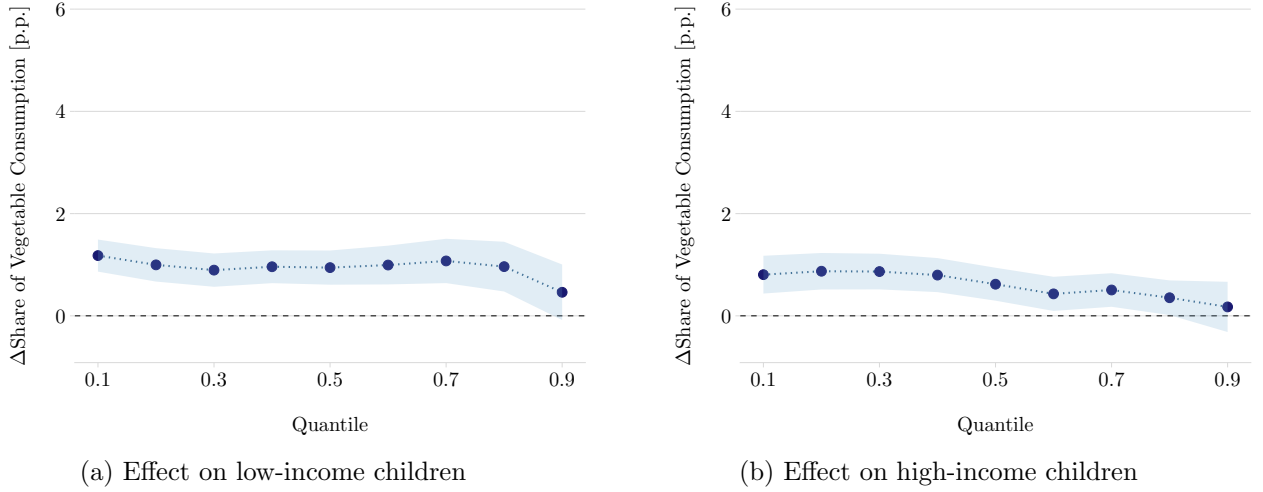 ΔShare of Vegetable Consumption [p.p.]
6
4
2
0
0.1 0.3 0.5 0.7 0.9
Quantile
(a) Effect on low-income children
ΔShare of Vegetable Consumption [p.p.]
6
4
2
0
0.1 0.3 0.5 0.7 0.9
Quantile
(b) Effect on high-income children